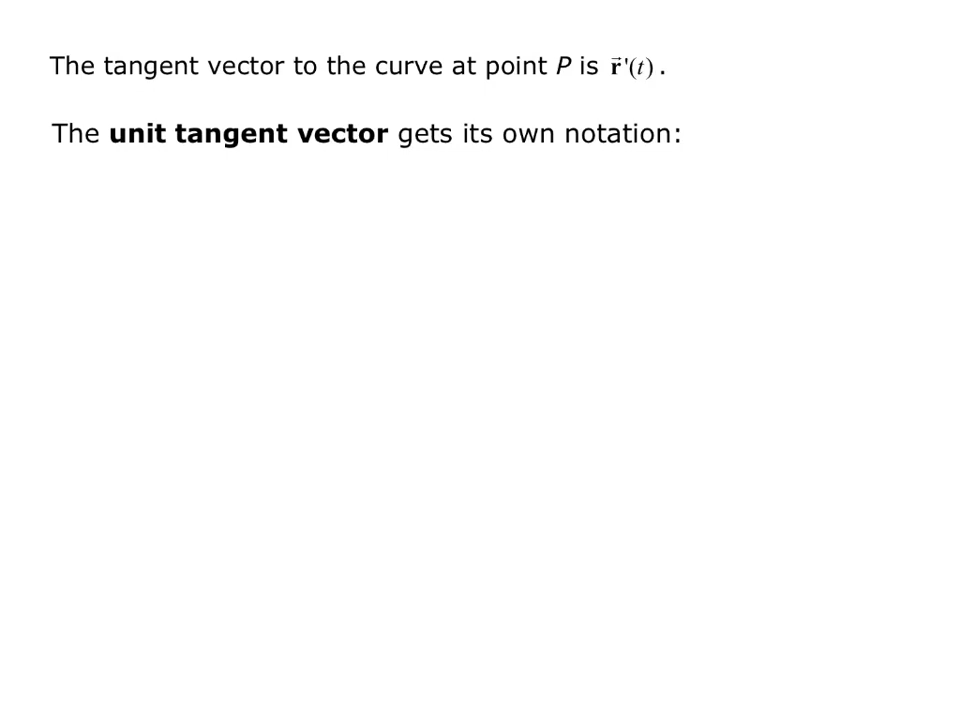 The tangent vector to the curve at point P is r⃗ '(t) .
The unit tangent vector gets its own notation: